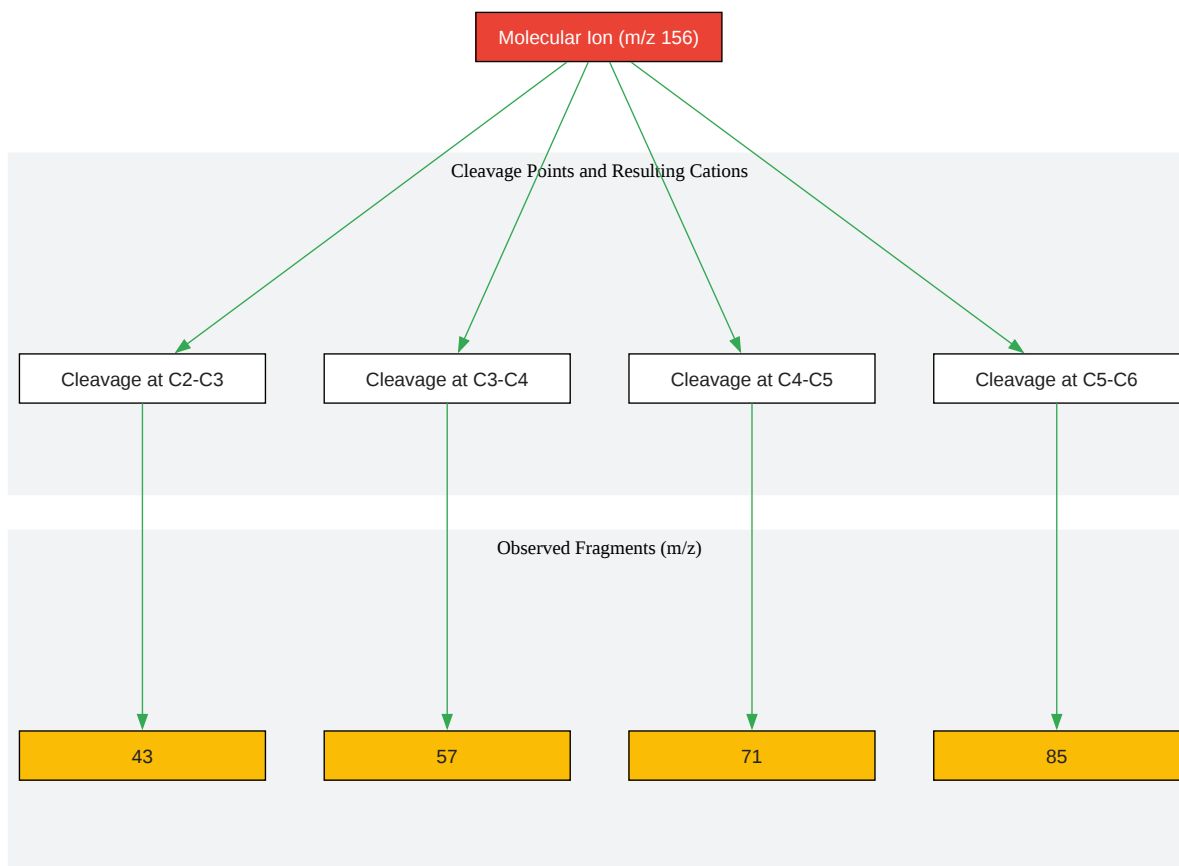 Molecular Ion (m/z 156)
Cleavage Points and Resulting Cations
Cleavage at C2-C3
Cleavage at C3-C4
Cleavage at C4-C5
Cleavage at C5-C6
Observed Fragments (m/z)
43
57
71
85